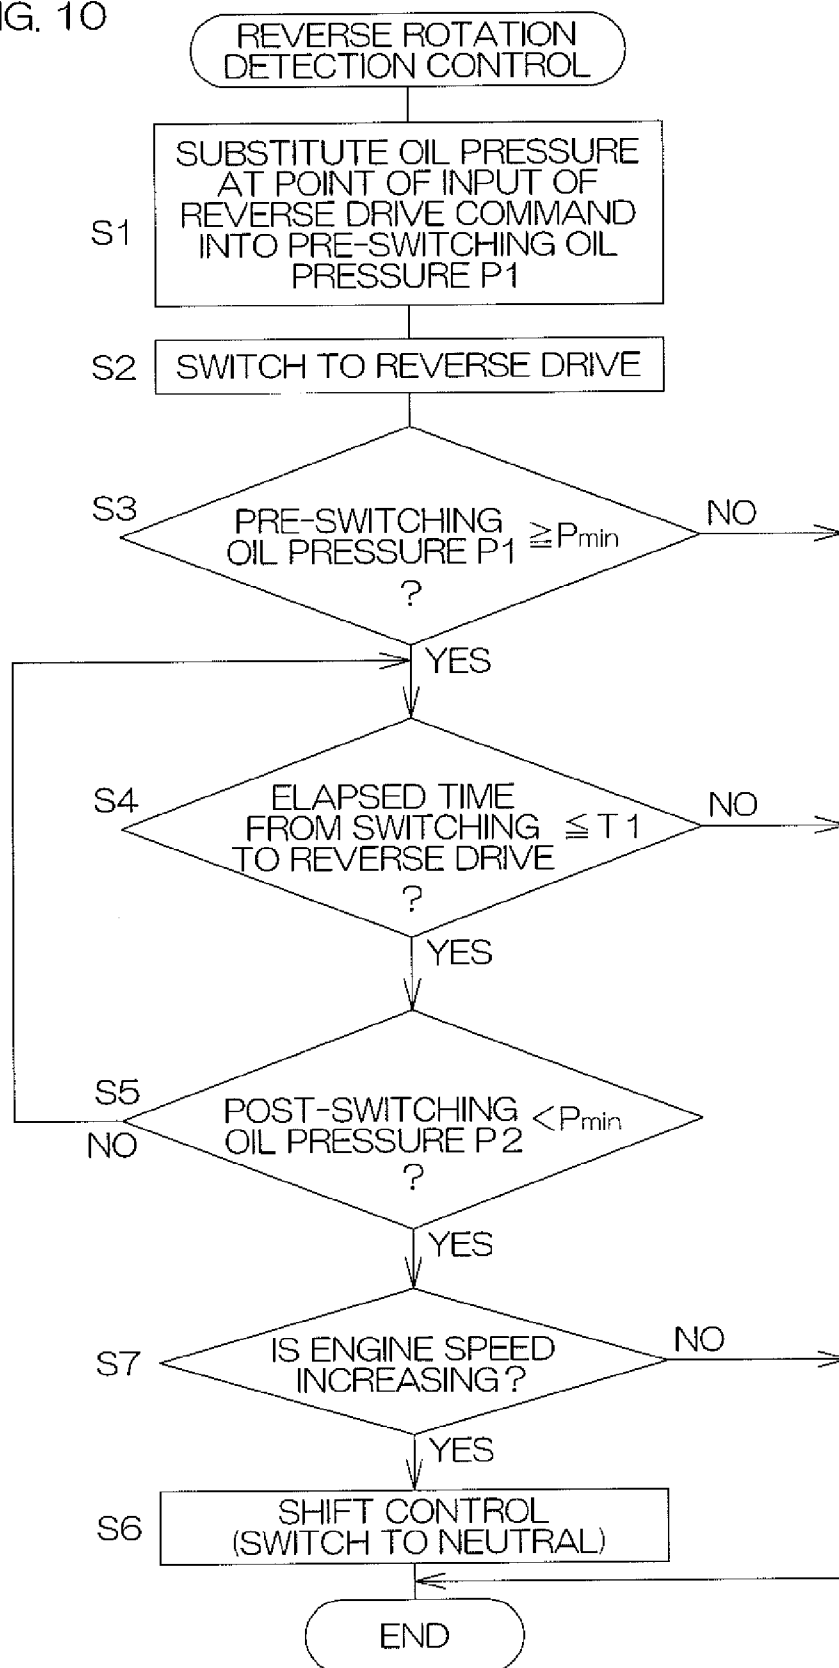 IG. 10
REVERSE ROTATION
DETECTION CONTROL
S1
SUBSTITUTE OIL PRESSURE
AT POINT OF INPUT OF
REVERSE DRIVE COMMAND
INTO PRE-SWITCHING OIL
PRESSURE P1
S2
SWITCH TO REVERSE DRIVE
S3
PRE-SWITCHING
OIL PRESSURE P1 ≧Pmin
?
NO
YES
S4
ELAPSED TIME
FROM SWITCHING ≦T1
TO REVERSE DRIVE
?
NO
YES
S5
NO
POST-SWITCHING
OIL PRESSURE P2 <Pmin
?
YES
S7
IS ENGINE SPEED
INCREASING?
NO
YES
S6
SHIFT CONTROL
(SWITCH TO NEUTRAL)
END